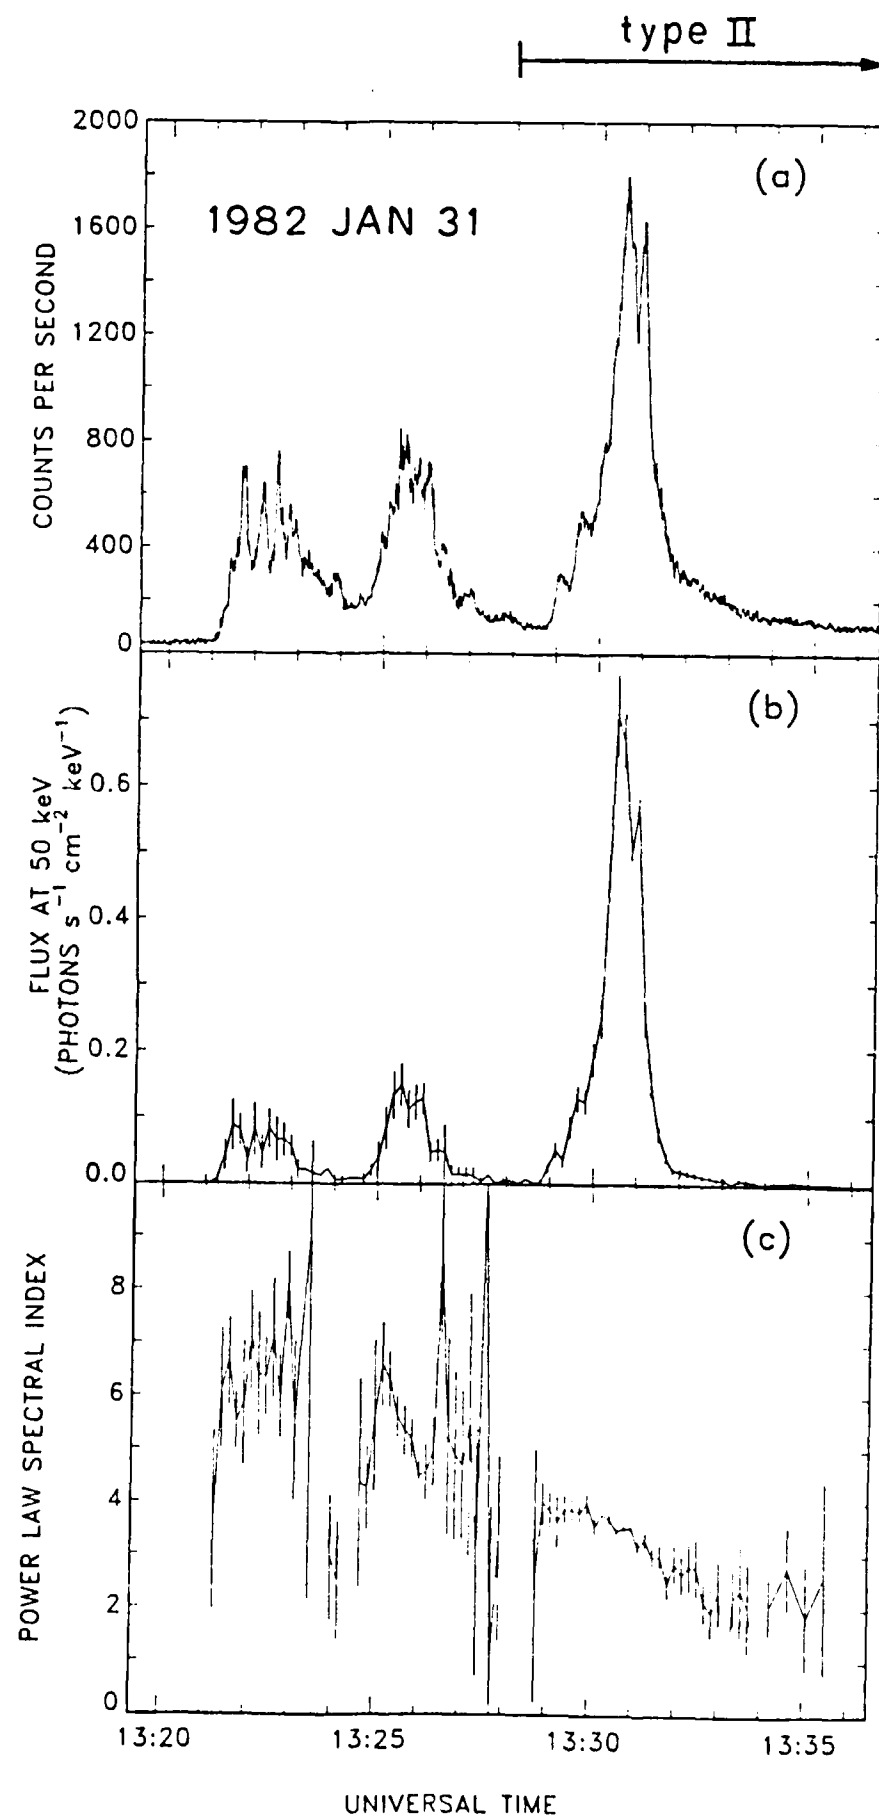 type II
2000
(a)
1982 JAN 31
1600
1200
800
400
0
COUNTS PER SECOND
(b)
0.6
0.4
0.2
0.0
FLUX AT 50 keV
(PHOTONS s⁻¹ cm⁻² keV⁻¹)
(c)
8
6
4
2
0
POWER LAW SPECTRAL INDEX
13:20 13:25 13:30 13:35
UNIVERSAL TIME